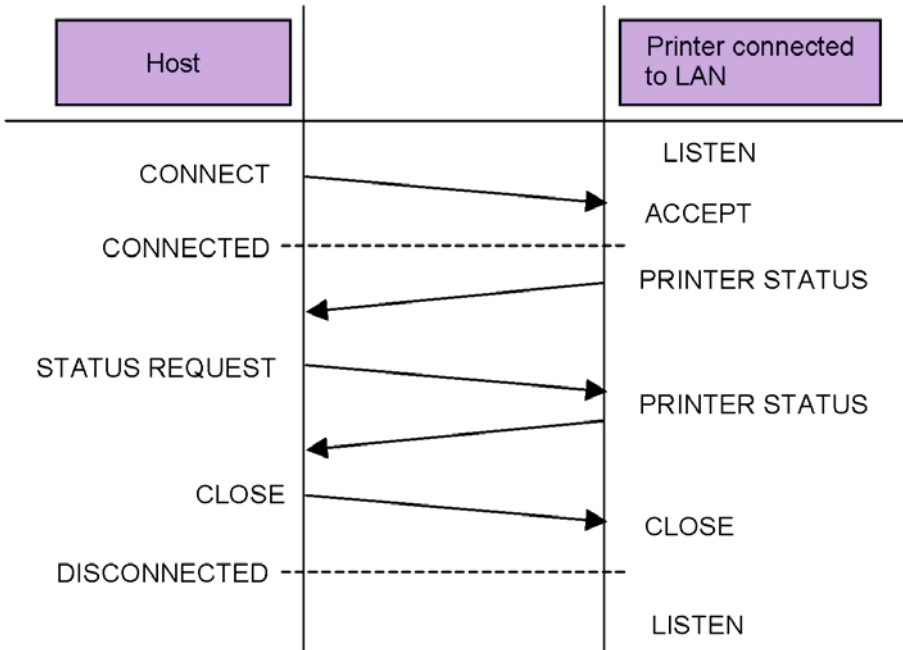 Host
Printer connected
to LAN
LISTEN
CONNECT
ACCEPT
CONNECTED
PRINTER STATUS
STATUS REQUEST
PRINTER STATUS
CLOSE
CLOSE
DISCONNECTED
LISTEN